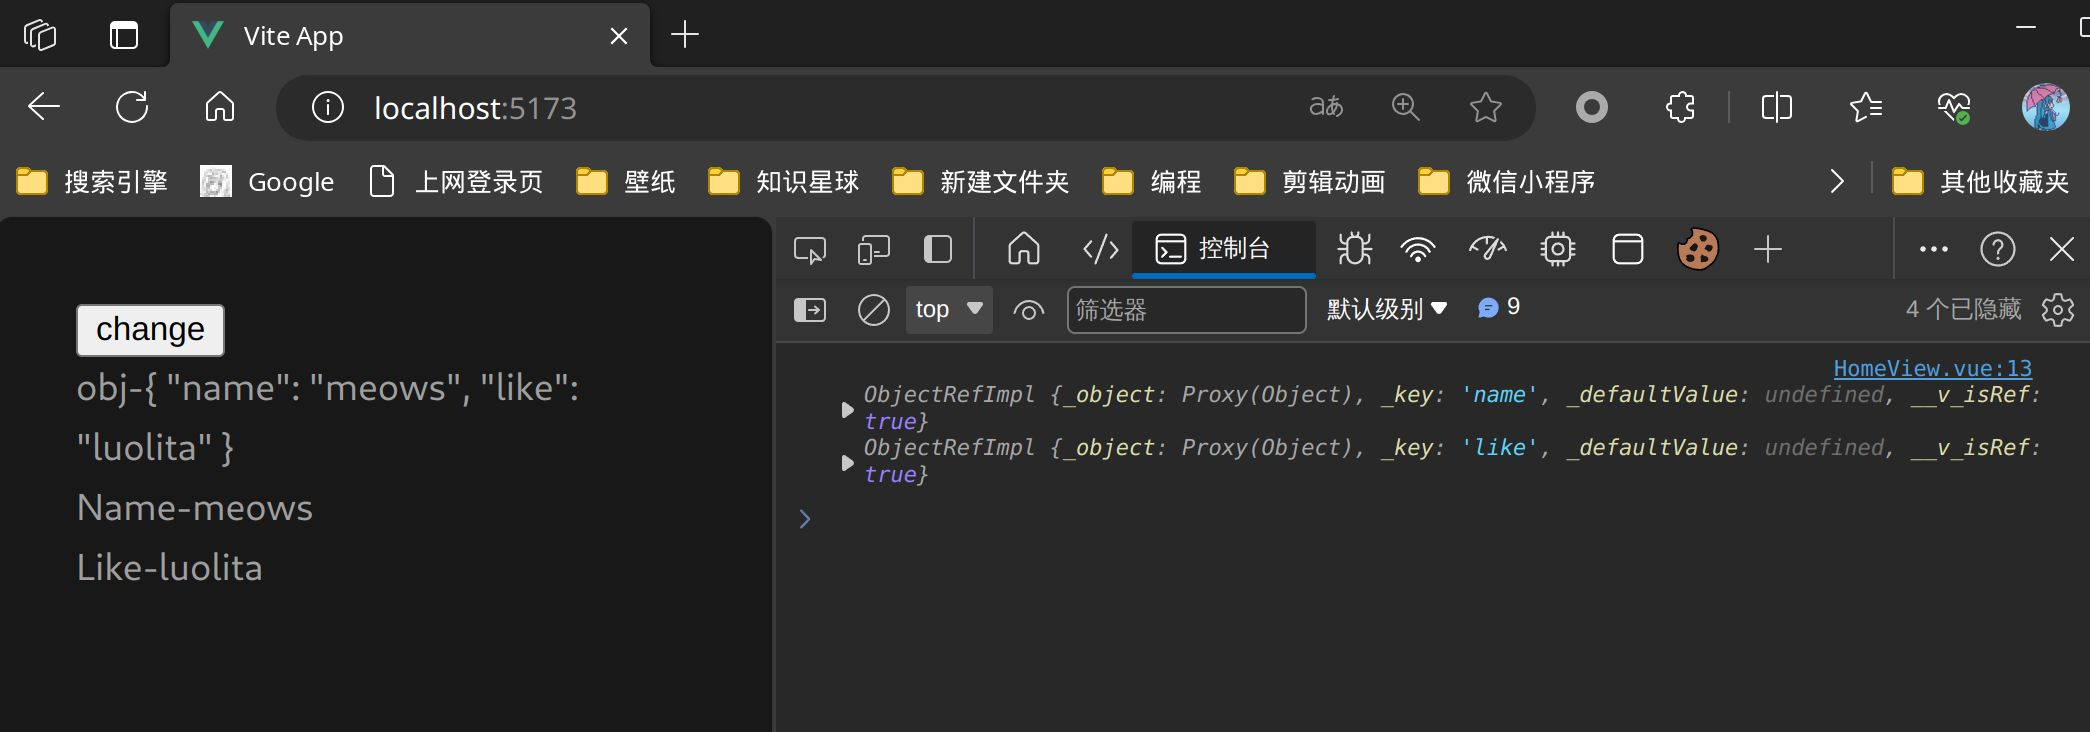 Vite App
localhost:5173
aあ
搜索引擎 Google 上网登录页 壁纸 知识星球 新建文件夹 编程 剪辑动画 微信小程序 其他收藏夹
控制台
top 筛选器 默认级别 9 4 个已隐藏
change
obj-{ "name": "meows", "like":
"luolita" }
Name-meows
Like-luolita
HomeView.vue:13
ObjectRefImpl {_object: Proxy(Object), _key: 'name', _defaultValue: undefined, __v_isRef:
true}
ObjectRefImpl {_object: Proxy(Object), _key: 'like', _defaultValue: undefined, __v_isRef:
true}